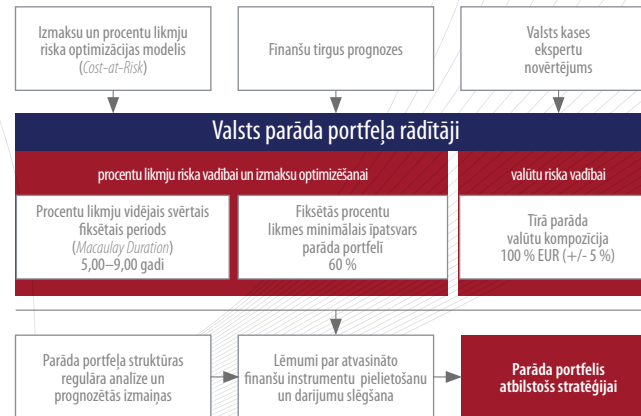 Izmaksu un procentu likmju
riska optimizācijas modelis
(Cost-at-Risk)
Finanšu tirgus prognozes
Valsts kases
ekspertu
novērtējums
Valsts parāda portfeļa rādītāji
procentu likmju riska vadībai un izmaksu optimizēšanai
valūtu riska vadībai
Procentu likmju vidējais svērtais
fiksētais periods
(Macaulay Duration)
5,00–9,00 gadi
Fiksētās procentu
likmes minimālais īpatsvars
parāda portfelī
60 %
Tīrā parāda
valūtu kompozīcija
100 % EUR (+/- 5 %)
Parāda portfeļa struktūras
regulāra analīze un
prognozētās izmaiņas
Lēmumi par atvasināto
finanšu instrumentu pielietošanu
un darījumu slēgšana
Parāda portfelis
atbilstošs stratēģijai